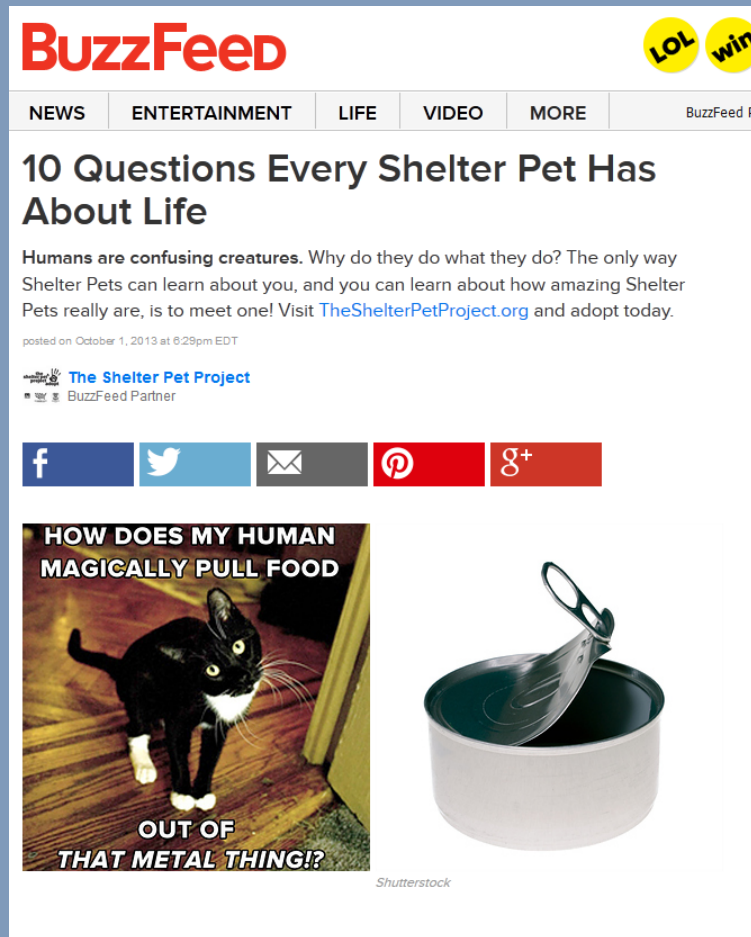 BuzzFeed
LOL
win
NEWS
ENTERTAINMENT
LIFE
VIDEO
MORE
BuzzFeed P
10 Questions Every Shelter Pet Has
About Life
Humans are confusing creatures. Why do they do what they do? The only way
Shelter Pets can learn about you, and you can learn about how amazing Shelter
Pets really are, is to meet one! Visit TheShelterPetProject.org and adopt today.
posted on October 1, 2013 at 6:29pm EDT
The Shelter Pet Project
BuzzFeed Partner
f
g+
HOW DOES MY HUMAN
MAGICALLY PULL FOOD
OUT OF
THAT METAL THING!?
Shutterstock